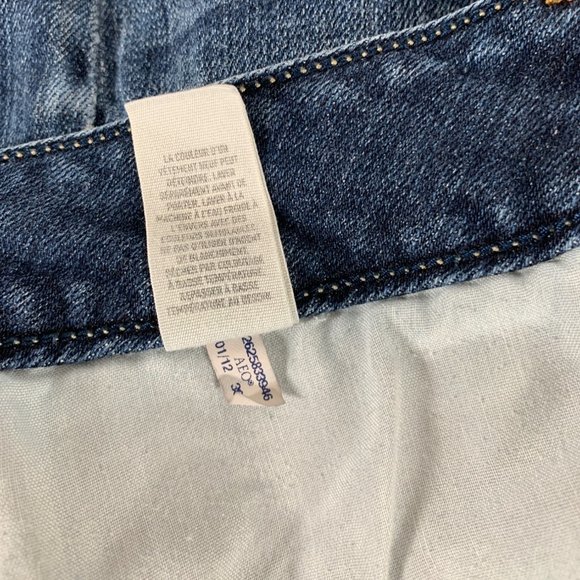 LA COULEUR D'UN
VÊTEMENT NEUF PEUT
DÉTEINDRE. LAVER
SÉPARÉMENT AVANT DE
PORTER. LAVER À LA
MACHINE À L'EAU FROIDE À
L'ENVERS AVEC DES
COULEURS SEMBLABLES.
NE PAS UTILISER D'AGENT
DE BLANCHIMENT.
SÉCHER PAR CULBUTAGE
À BASSE TEMPÉRATURE.
REPASSER À BASSE
TEMPÉRATURE AU BESOIN.
2625833946
AEO®
01/12